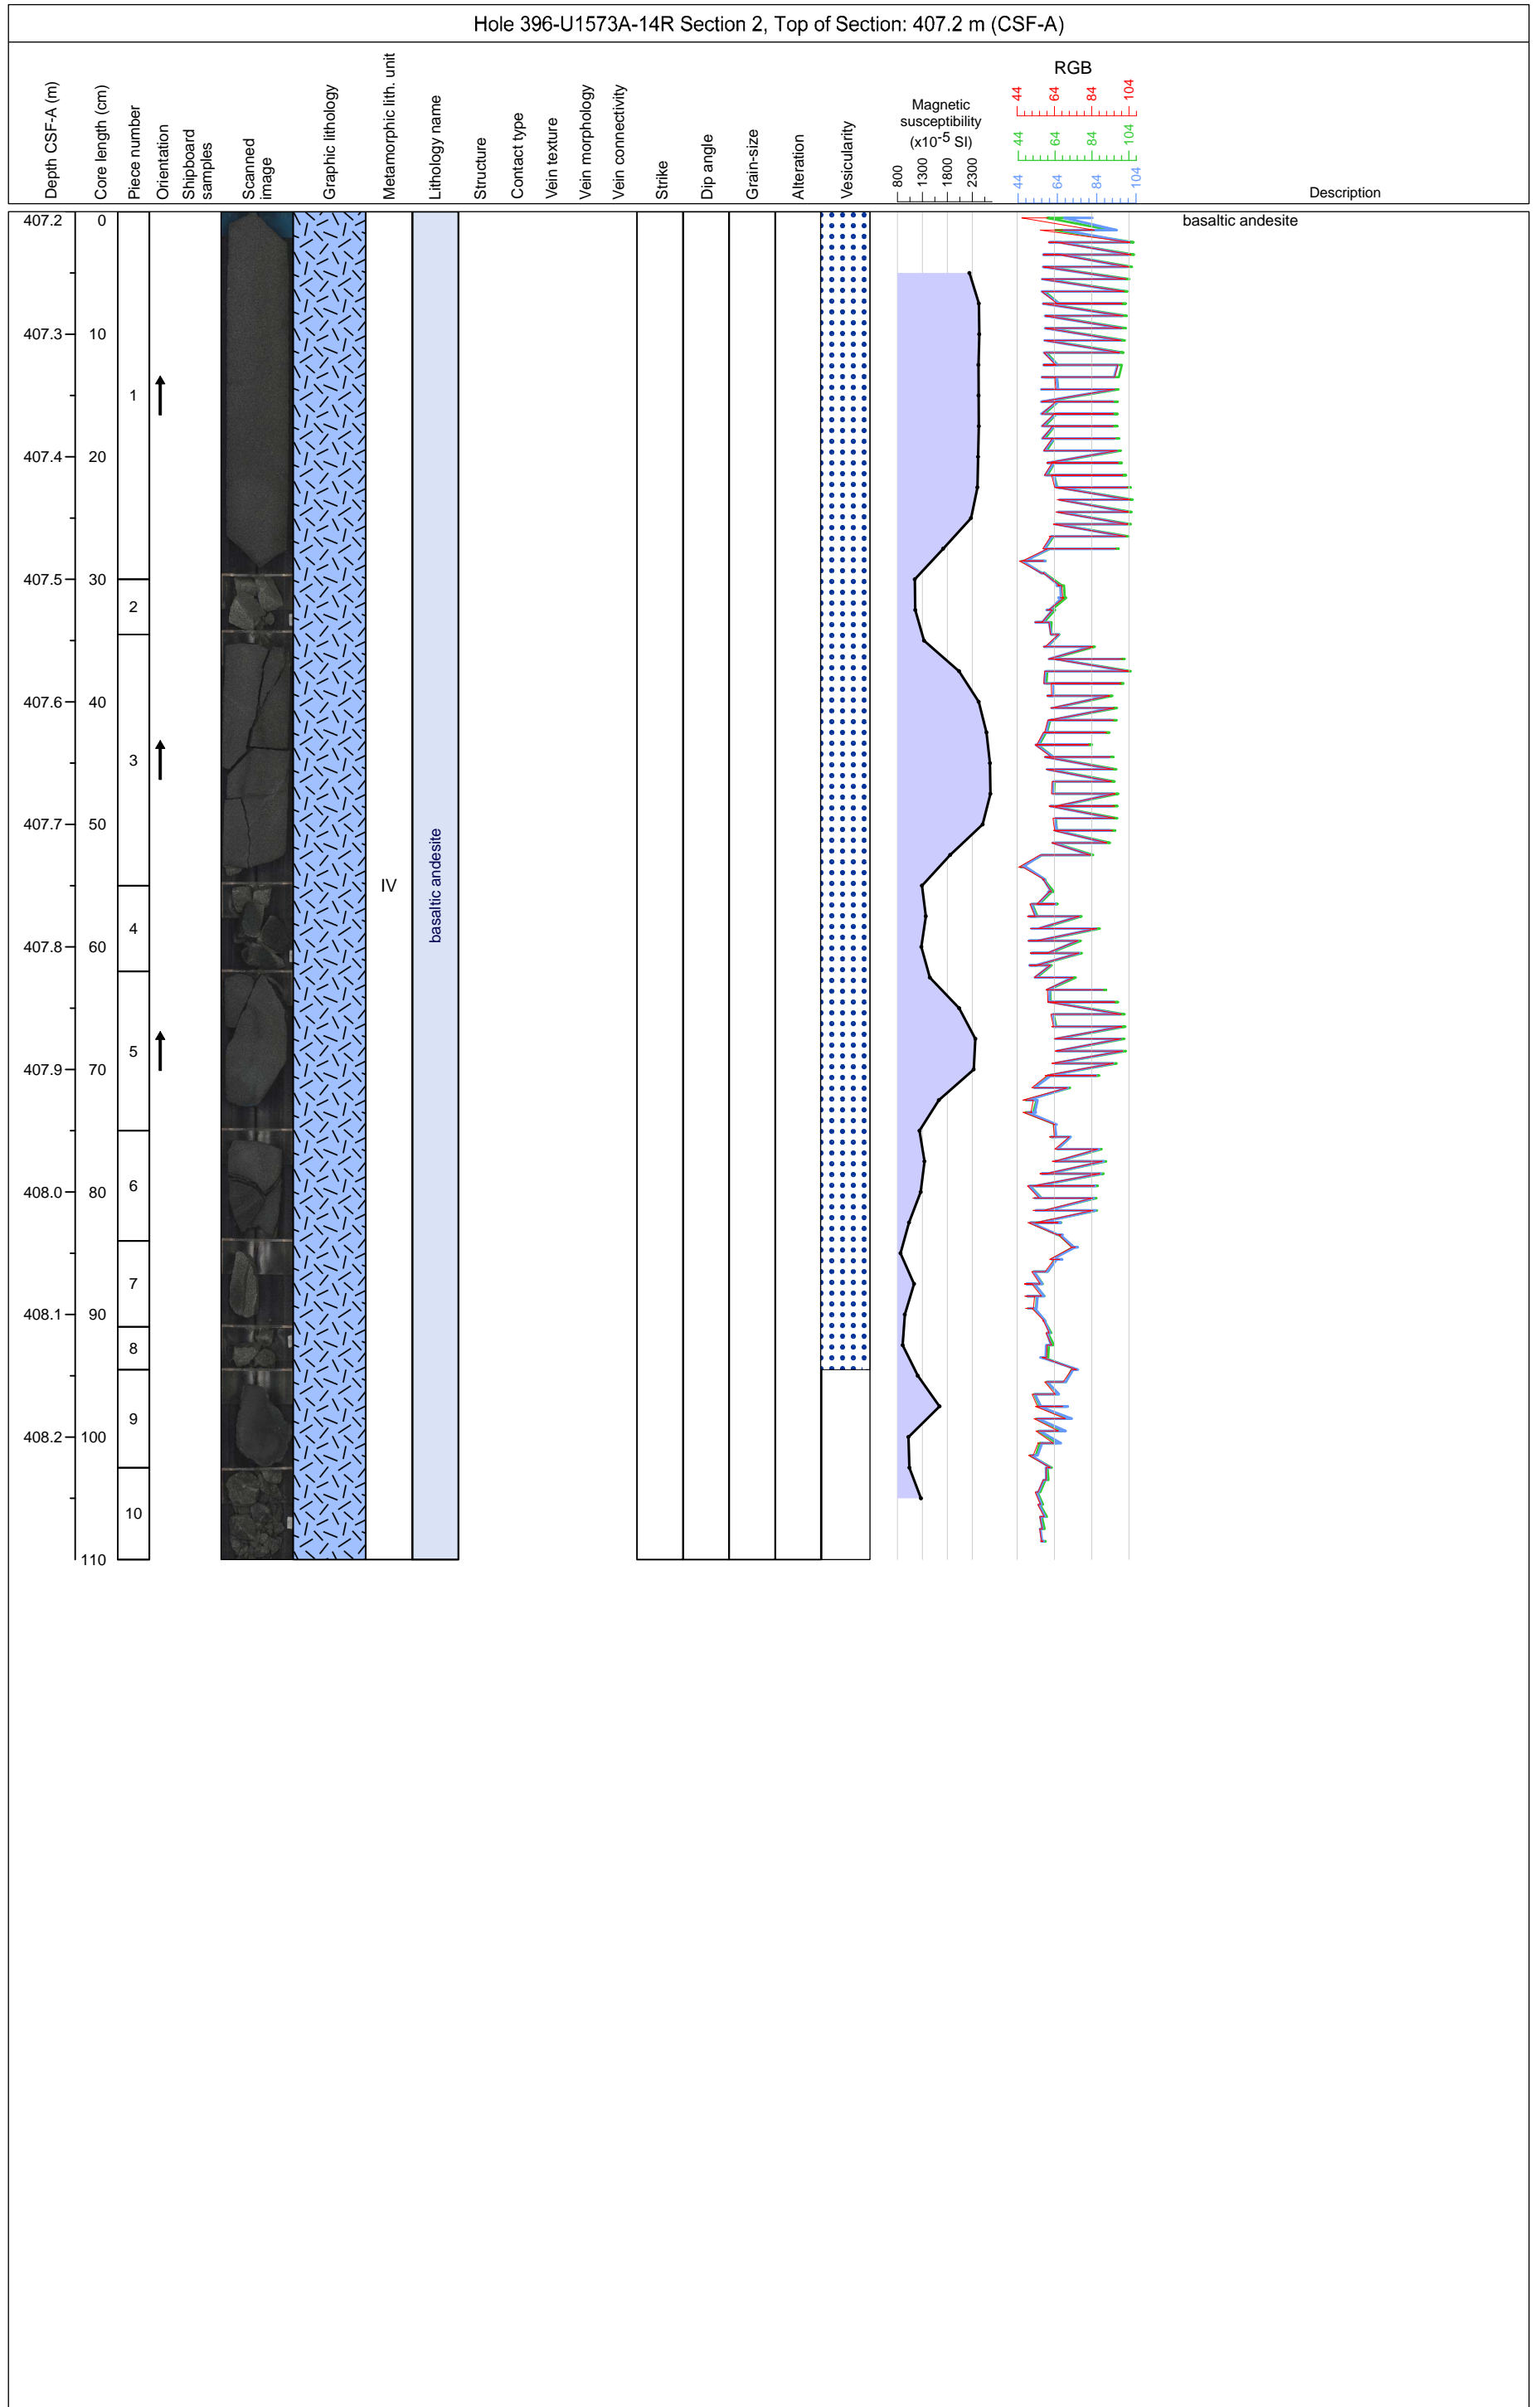 Hole 396-U1573A-14R Section 2, Top of Section: 407.2 m (CSF-A)
Depth CSF-A (m)
Core length (cm)
Piece number
Orientation
Shipboard
samples
Scanned
image
Graphic lithology
Metamorphic lith. unit
Lithology name
Structure
Contact type
Vein texture
Vein morphology
Vein connectivity
Strike
Dip angle
Grain-size
Alteration
Vesicularity
Magnetic
susceptibility
(x10-5 SI)
800 1300 1800 2300
RGB
44 64 84 104
44 64 84 104
44 64 84 104
Description
407.2 0
basaltic andesite
407.3 10
1
407.4 20
407.5 30
2
407.6 40
3
407.7 50
IV
basaltic andesite
4
407.8 60
5
407.9 70
6
408.0 80
7
408.1 90
8
9
408.2 100
10
110